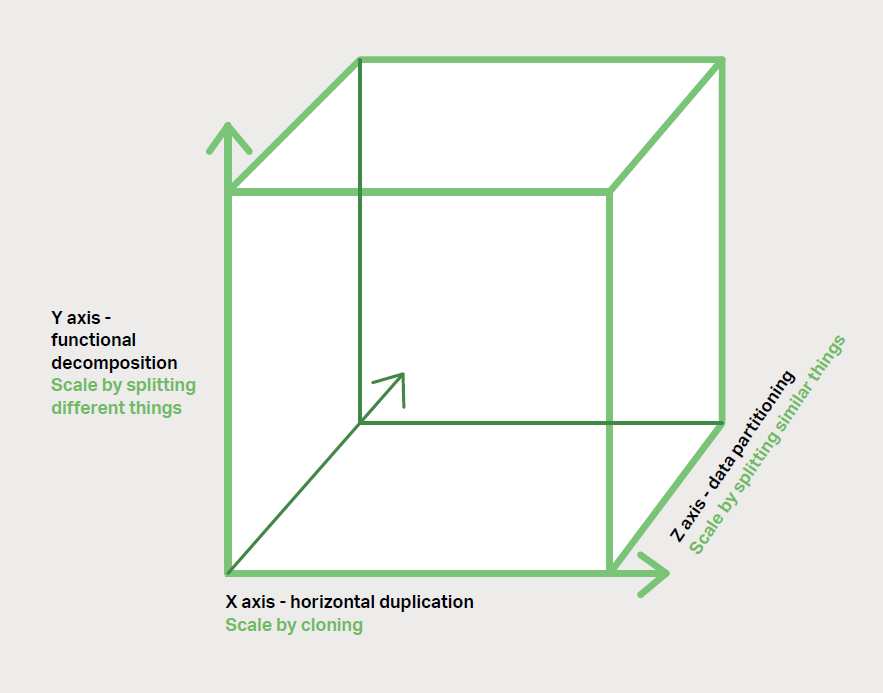 Y axis -
functional
decomposition
Scale by splitting
different things
Z axis - data partitioning
Scale by splitting similar things
X axis - horizontal duplication
Scale by cloning